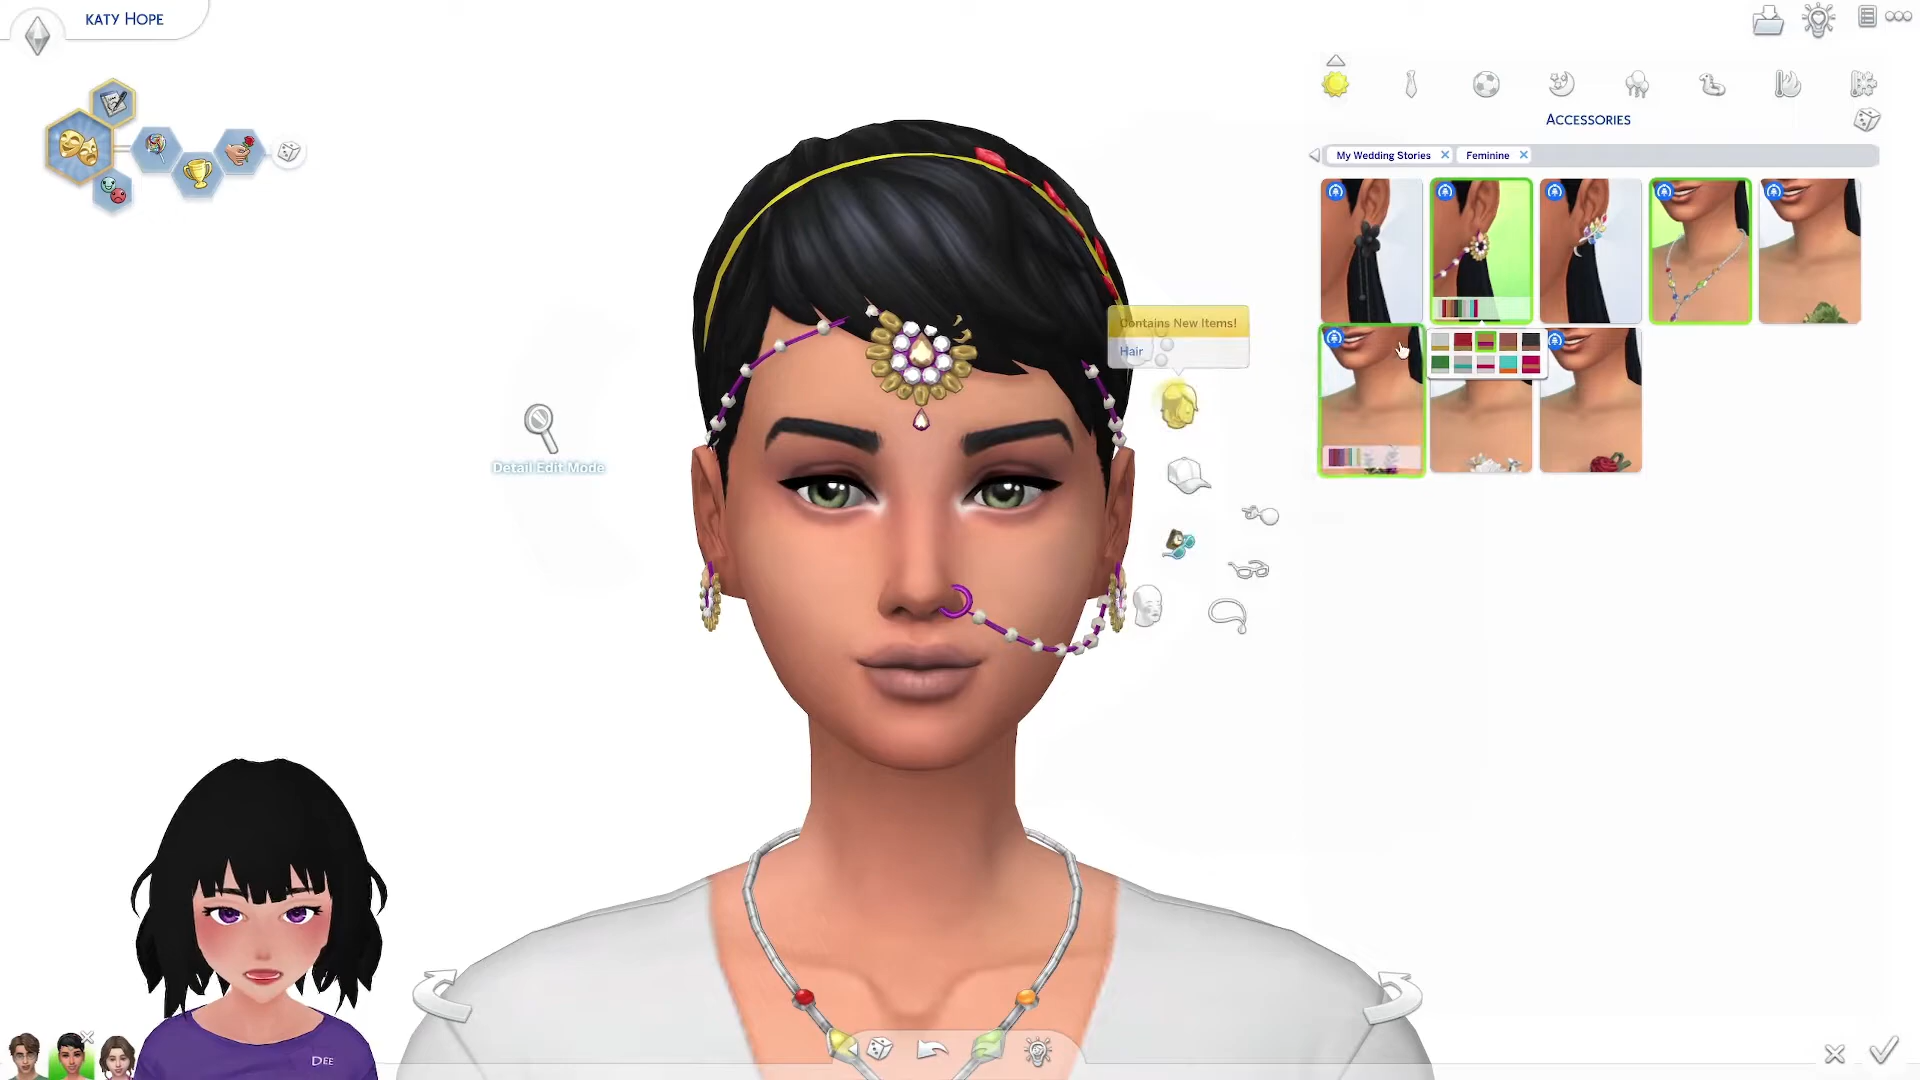 KATY HOPE
ACCESSORIES
My Wedding Stories
Feminine
Contains New Items!
Hair
Detail Edit Mode
DEE